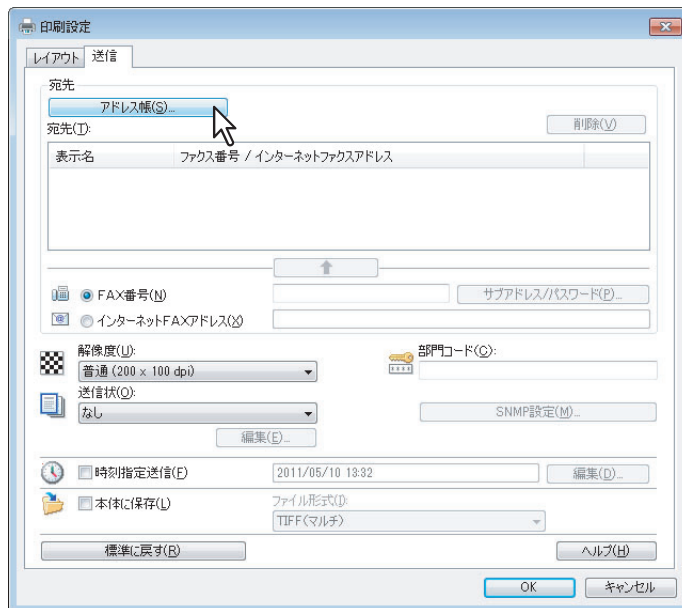 印刷設定
レイアウト 送信
宛先
アドレス帳(S)...
宛先(T):
削除(V)
表示名 ファクス番号 / インターネットファクスアドレス
FAX番号(N)
サブアドレス/パスワード(P)...
インターネットFAXアドレス(X)
解像度(U):
部門コード(C):
普通 (200 x 100 dpi)
送信状(O):
なし
SNMP設定(M)...
編集(E)...
時刻指定送信(F)
2011/05/10 13:32
編集(D)...
本体に保存(L)
ファイル形式(I):
TIFF(マルチ)
標準に戻す(R)
ヘルプ(H)
OK
キャンセル